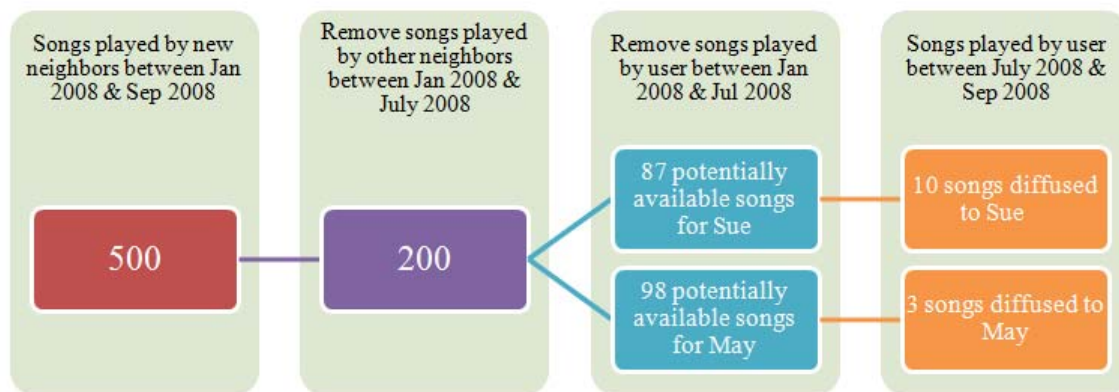 Songs played by new
neighbors between Jan
2008 & Sep 2008
500
Remove songs played
by other neighbors
between Jan 2008 &
July 2008
200
Remove songs played
by user between Jan
2008 & Jul 2008
87 potentially
available songs
for Sue
98 potentially
available songs
for May
Songs played by user
between July 2008 &
Sep 2008
10 songs diffused
to Sue
3 songs diffused to
May